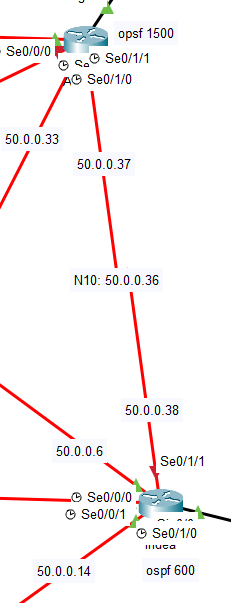 opsf 1500
Se0/0/0
Se0/1/1
Se
Se0/1/0
50.0.0.37
50.0.0.33
N10: 50.0.0.36
50.0.0.38
50.0.0.6
Se0/1/1
Se0/0/0
Se0/0/1
Se0/1/0
50.0.0.14
ospf 600